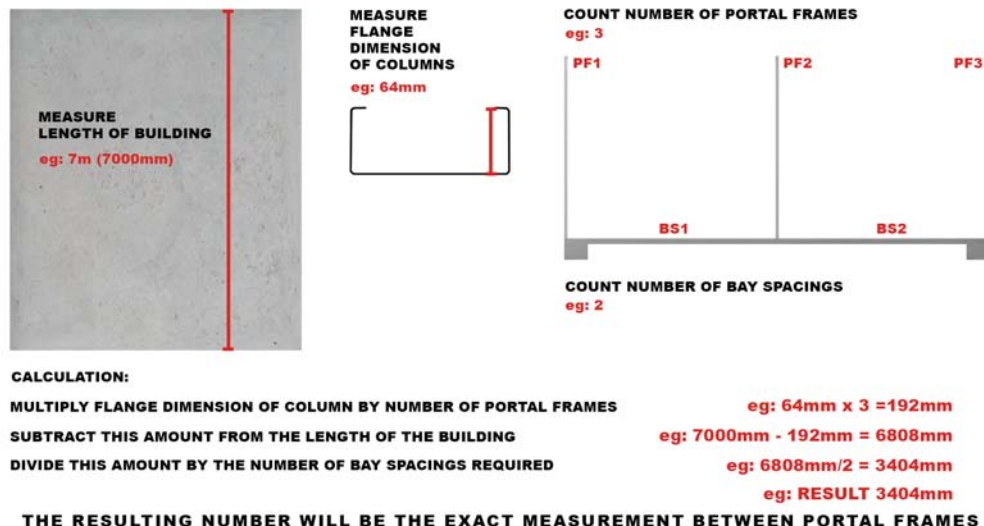 MEASURE
LENGTH OF BUILDING
eg: 7m (7000mm)
MEASURE
FLANGE
DIMENSION
OF COLUMNS
eg: 64mm
COUNT NUMBER OF PORTAL FRAMES
eg: 3
PF1
PF2
PF3
BS1
BS2
COUNT NUMBER OF BAY SPACINGS
eg: 2
CALCULATION:
MULTIPLY FLANGE DIMENSION OF COLUMN BY NUMBER OF PORTAL FRAMES
eg: 64mm x 3 =192mm
SUBTRACT THIS AMOUNT FROM THE LENGTH OF THE BUILDING
eg: 7000mm - 192mm = 6808mm
DIVIDE THIS AMOUNT BY THE NUMBER OF BAY SPACINGS REQUIRED
eg: 6808mm/2 = 3404mm
eg: RESULT 3404mm
THE RESULTING NUMBER WILL BE THE EXACT MEASUREMENT BETWEEN PORTAL FRAMES